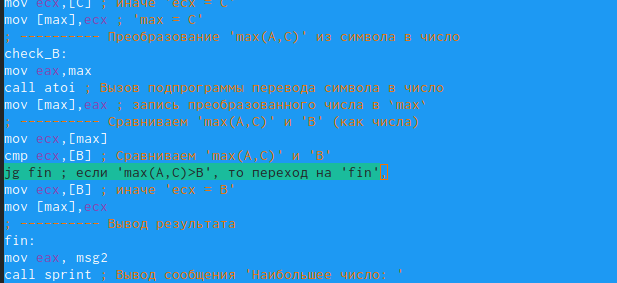 mov ecx,[C] ; иначе 'ecx = C'
mov [max],ecx ; 'max = C'
; ---------- Преобразование 'max(A,C)' из символа в число
check_B:
mov eax,max
call atoi ; Вызов подпрограммы перевода символа в число
mov [max],eax ; запись преобразованного числа в `max`
; ---------- Сравниваем 'max(A,C)' и 'B' (как числа)
mov ecx,[max]
cmp ecx,[B] ; Сравниваем 'max(A,C)' и 'B'
jg fin ; если 'max(A,C)>B', то переход на 'fin',
mov ecx,[B] ; иначе 'ecx = B'
mov [max],ecx
; ---------- Вывод результата
fin:
mov eax, msg2
call sprint ; Вывод сообщения 'Наибольшее число: '